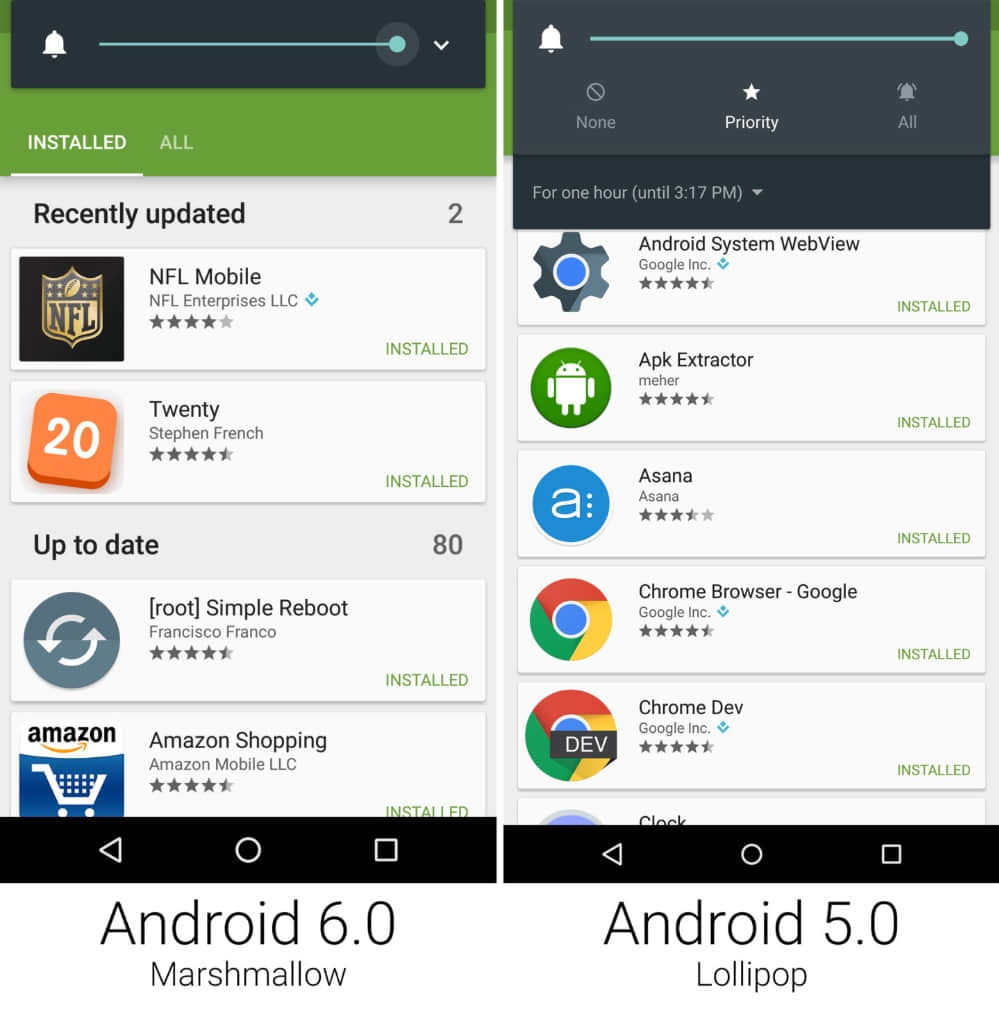 INSTALLED ALL
Recently updated 2
NFL
NFL Mobile
NFL Enterprises LLC
INSTALLED
20
Twenty
Stephen French
INSTALLED
Up to date 80
[root] Simple Reboot
Francisco Franco
INSTALLED
amazon
Amazon Shopping
Amazon Mobile LLC
INSTALLED
Android 6.0
Marshmallow
None Priority All
For one hour (until 3:17 PM)
Android System WebView
Google Inc.
INSTALLED
Apk Extractor
meher
INSTALLED
a:
Asana
Asana
INSTALLED
Chrome Browser - Google
Google Inc.
INSTALLED
DEV
Chrome Dev
Google Inc.
INSTALLED
Clock
Android 5.0
Lollipop